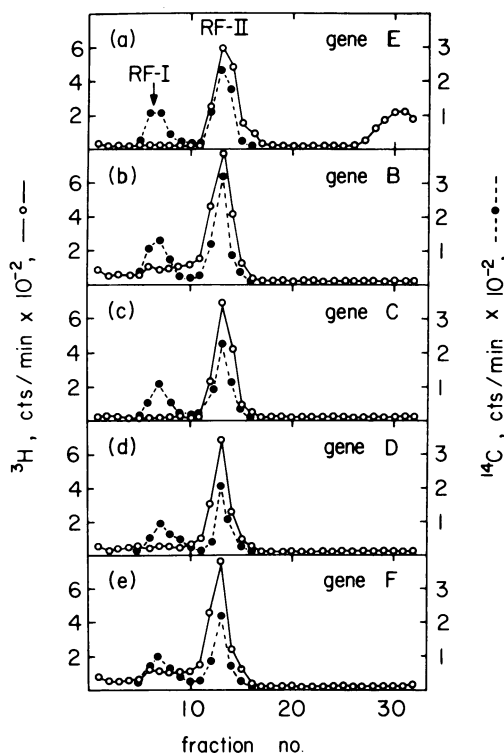 RF-II
(a)
gene E
RF-I
6
4
2
3
2
1
(b)
gene B
6
4
2
3
2
1
(c)
gene C
6
4
2
3
2
1
(d)
gene D
6
4
2
3
2
1
(e)
gene F
6
4
2
3
2
1
10
20
30
fraction no.
³H, cts/min x 10⁻²,
¹⁴C, cts/min x 10⁻²